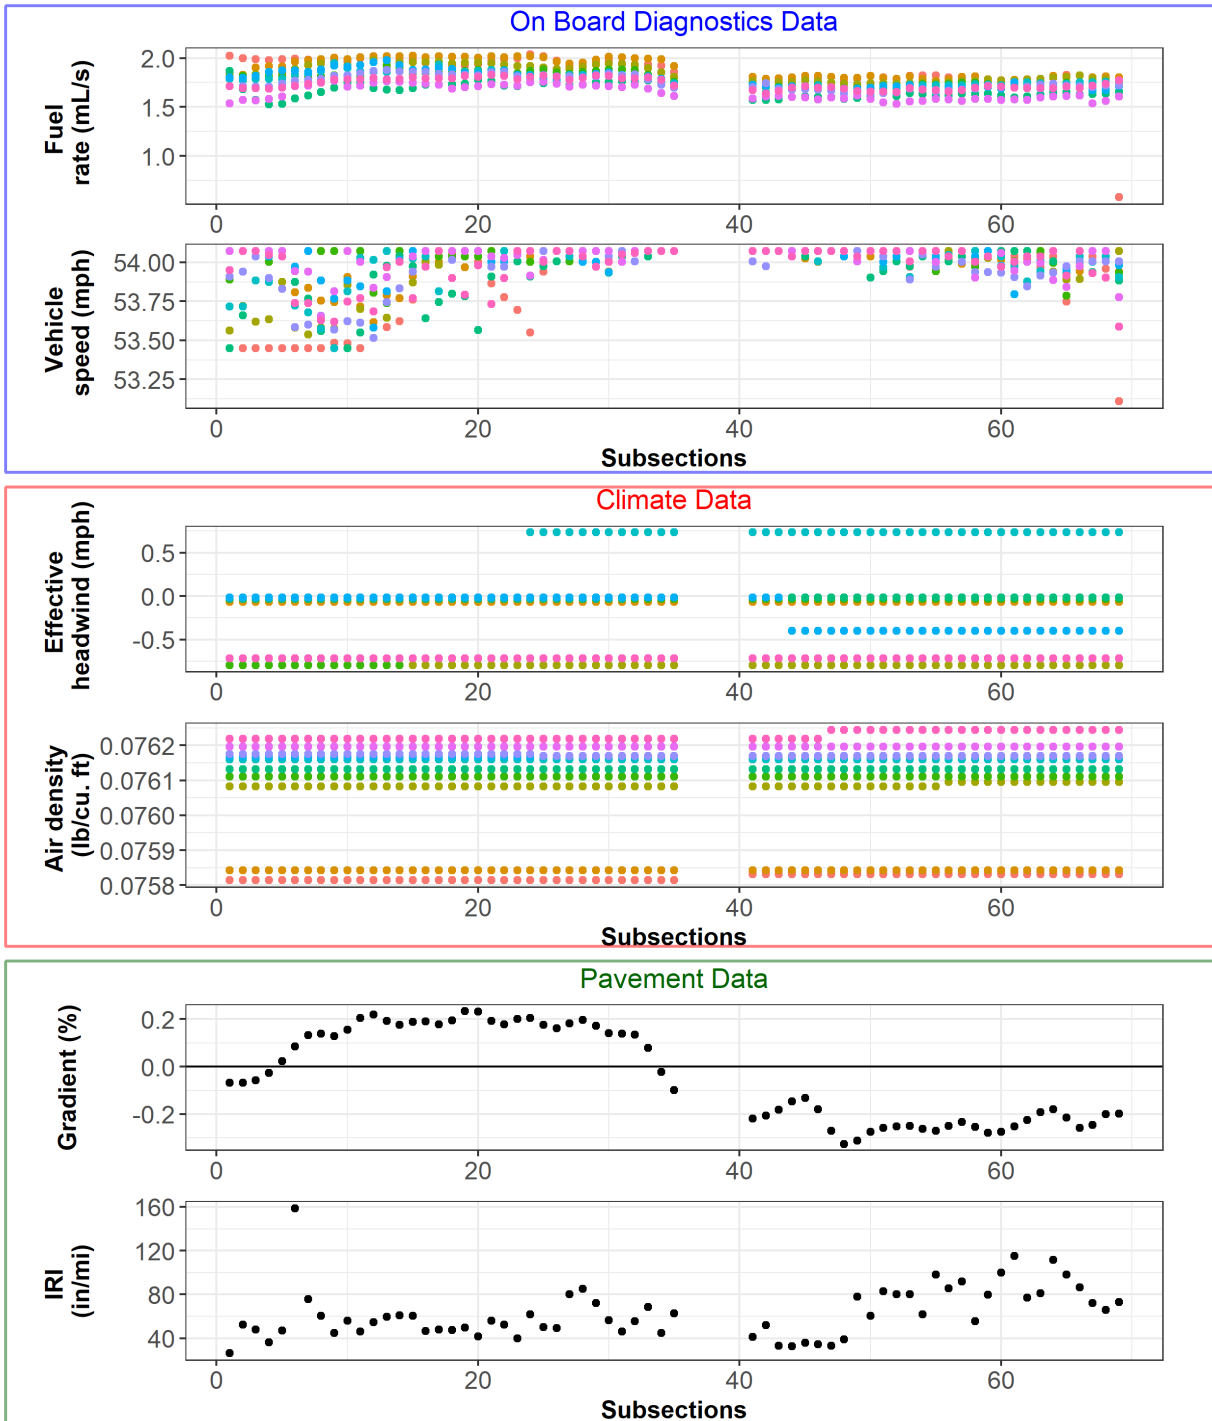 On Board Diagnostics Data
Fuel
rate (mL/s)
2.0
1.5
1.0
0 20 40 60
Vehicle
speed (mph)
54.00
53.75
53.50
53.25
0 20 40 60
Subsections
Climate Data
Effective
headwind (mph)
0.5
0.0
-0.5
0 20 40 60
Air density
(lb/cu. ft)
0.0762
0.0761
0.0760
0.0759
0.0758
0 20 40 60
Subsections
Pavement Data
Gradient (%)
0.2
0.0
-0.2
0 20 40 60
IRI
(in/mi)
160
120
80
40
0 20 40 60
Subsections